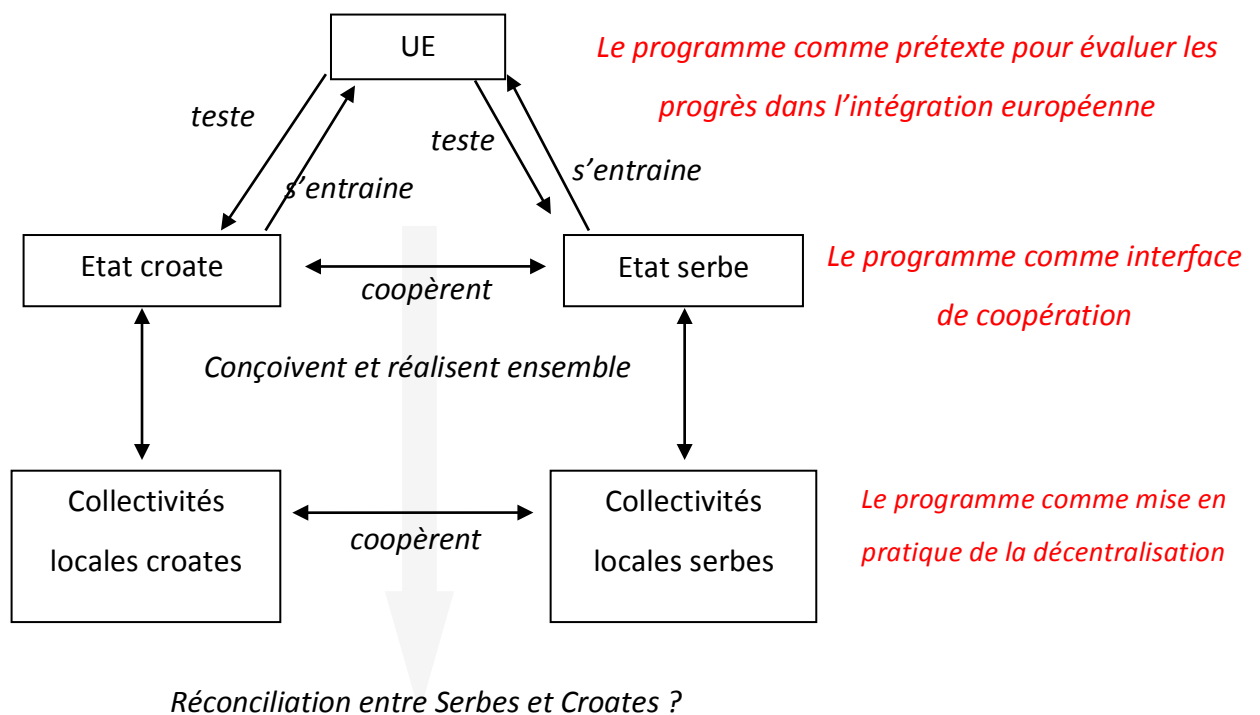 UE
Le programme comme prétexte pour évaluer les
progrès dans l’intégration européenne
teste
teste
s’entraine
s’entraine
Etat croate
Etat serbe
coopèrent
Le programme comme interface
de coopération
Conçoivent et réalisent ensemble
Collectivités
locales croates
Collectivités
locales serbes
coopèrent
Le programme comme mise en
pratique de la décentralisation
Réconciliation entre Serbes et Croates ?